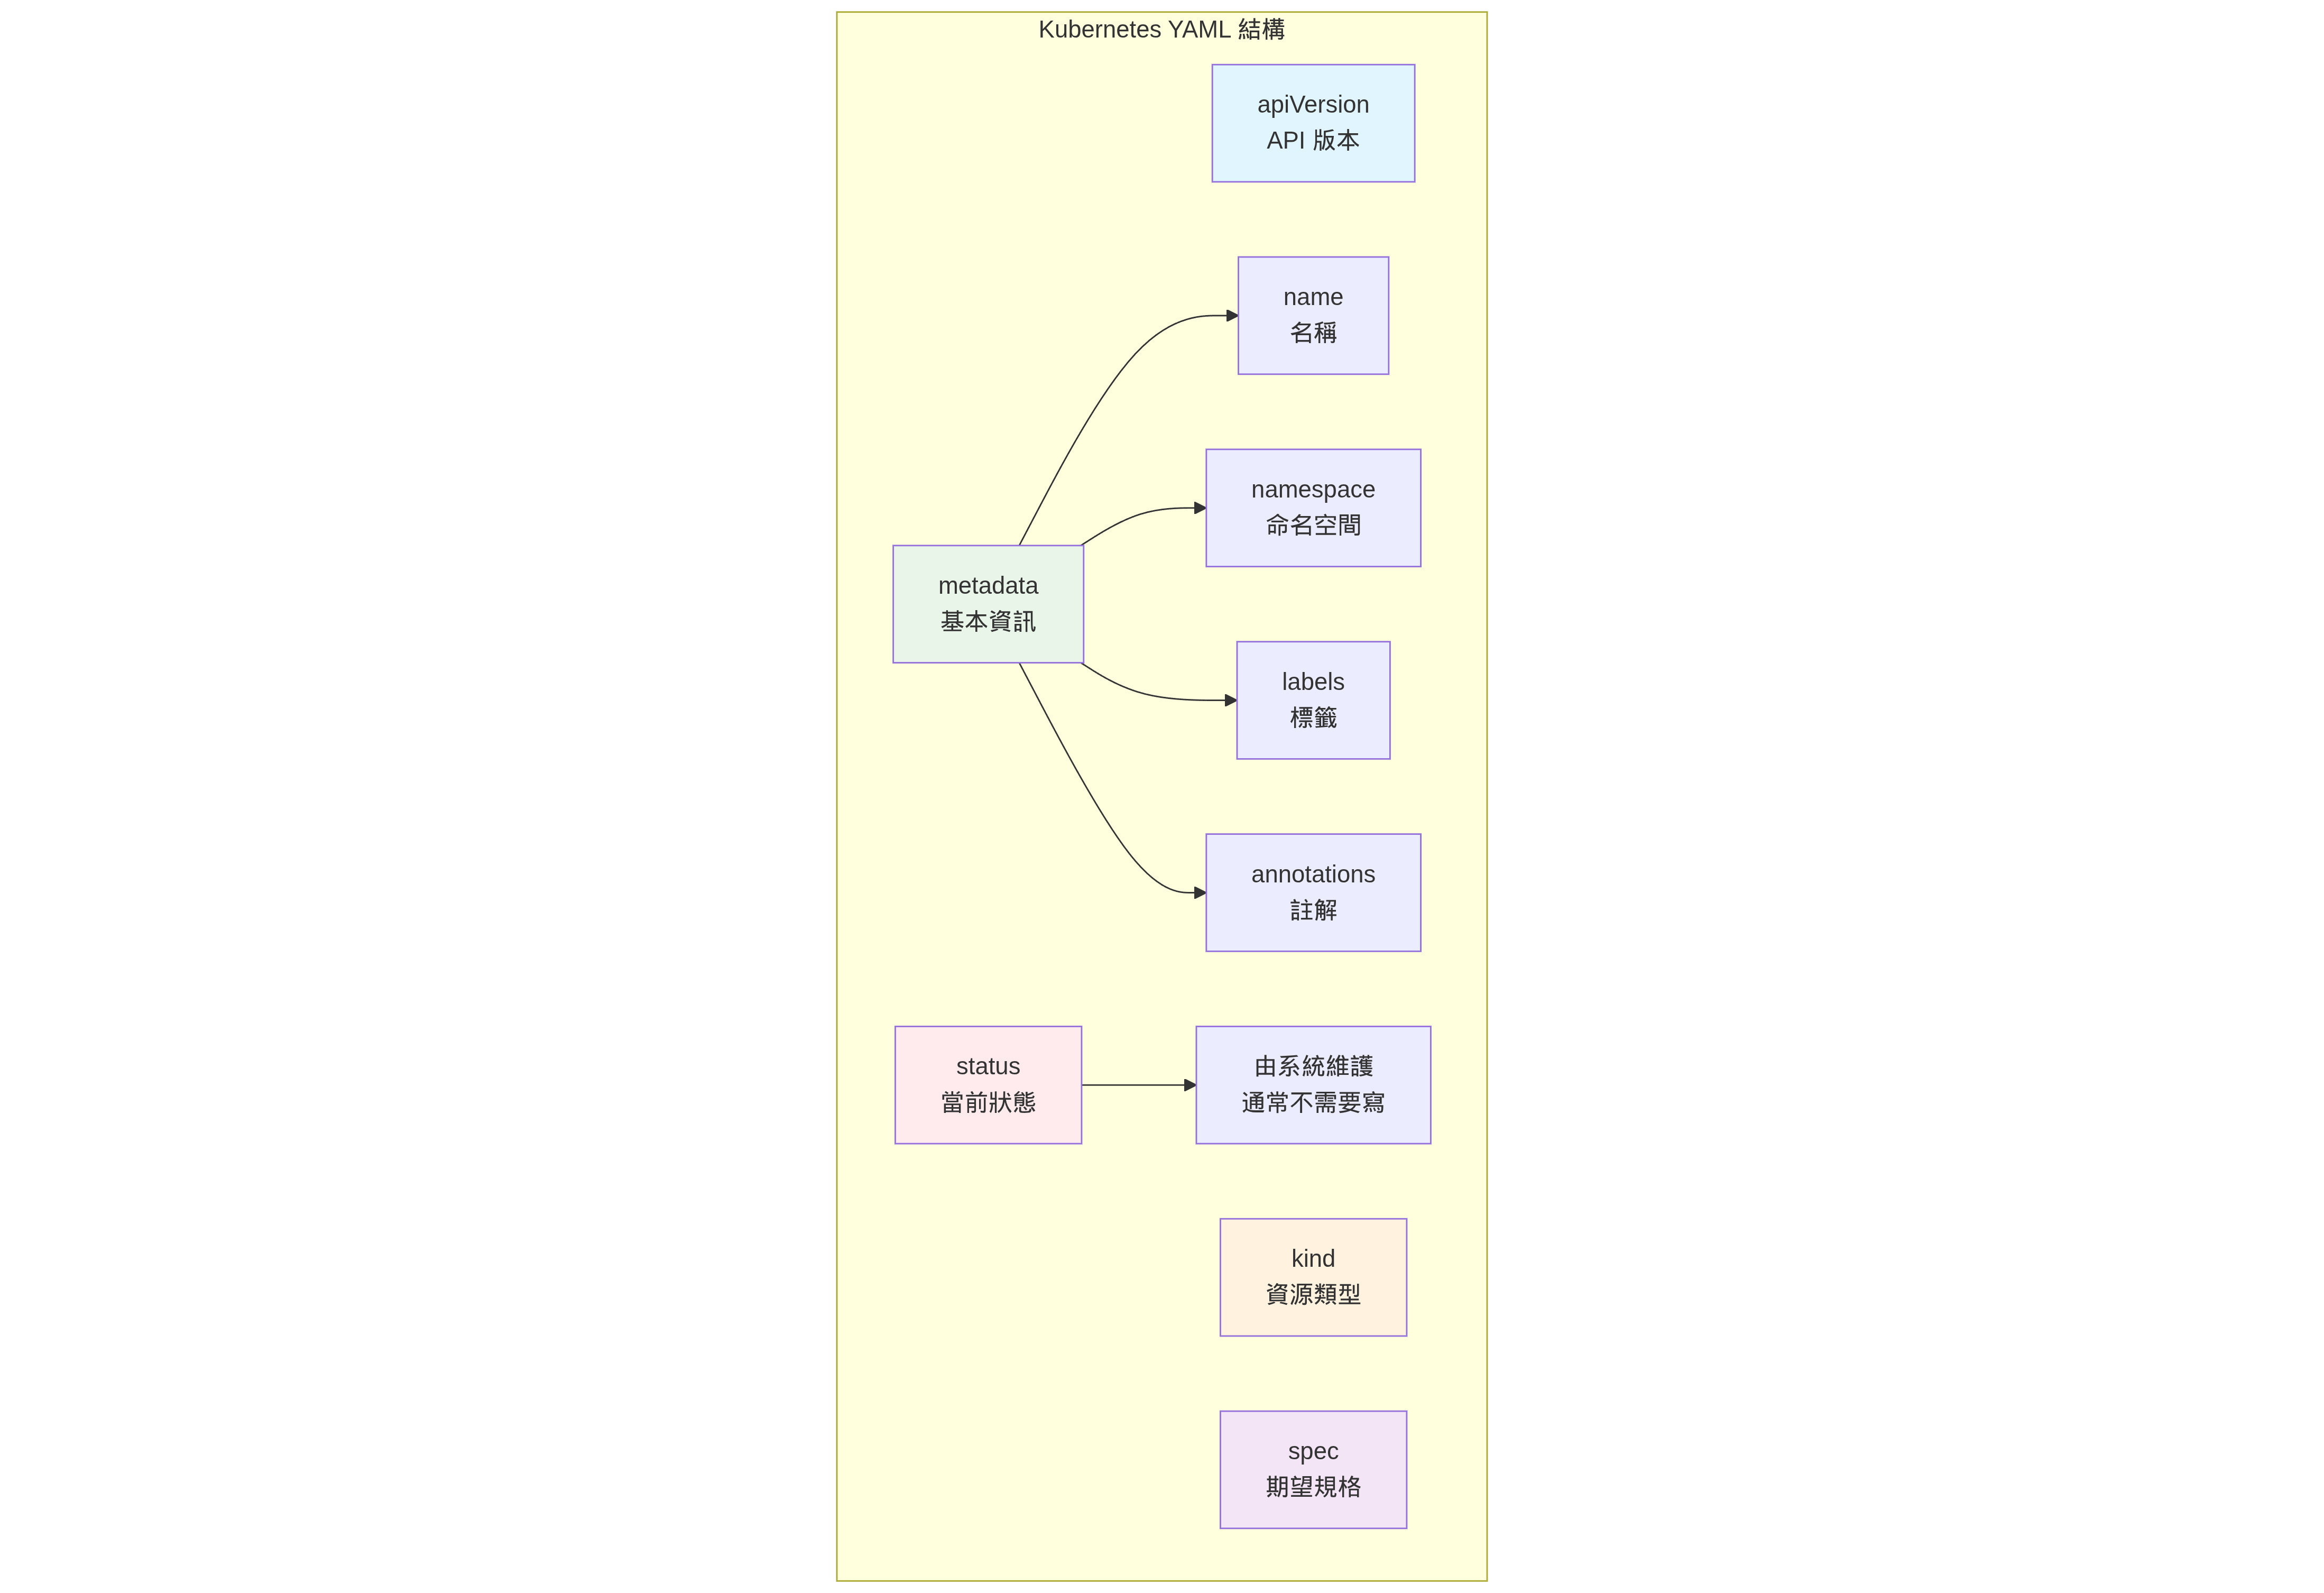 Kubernetes YAML 結構
apiVersion
API 版本
name
名稱
namespace
命名空間
metadata
基本資訊
labels
標籤
annotations
註解
status
當前狀態
由系統維護
通常不需要寫
kind
資源類型
spec
期望規格